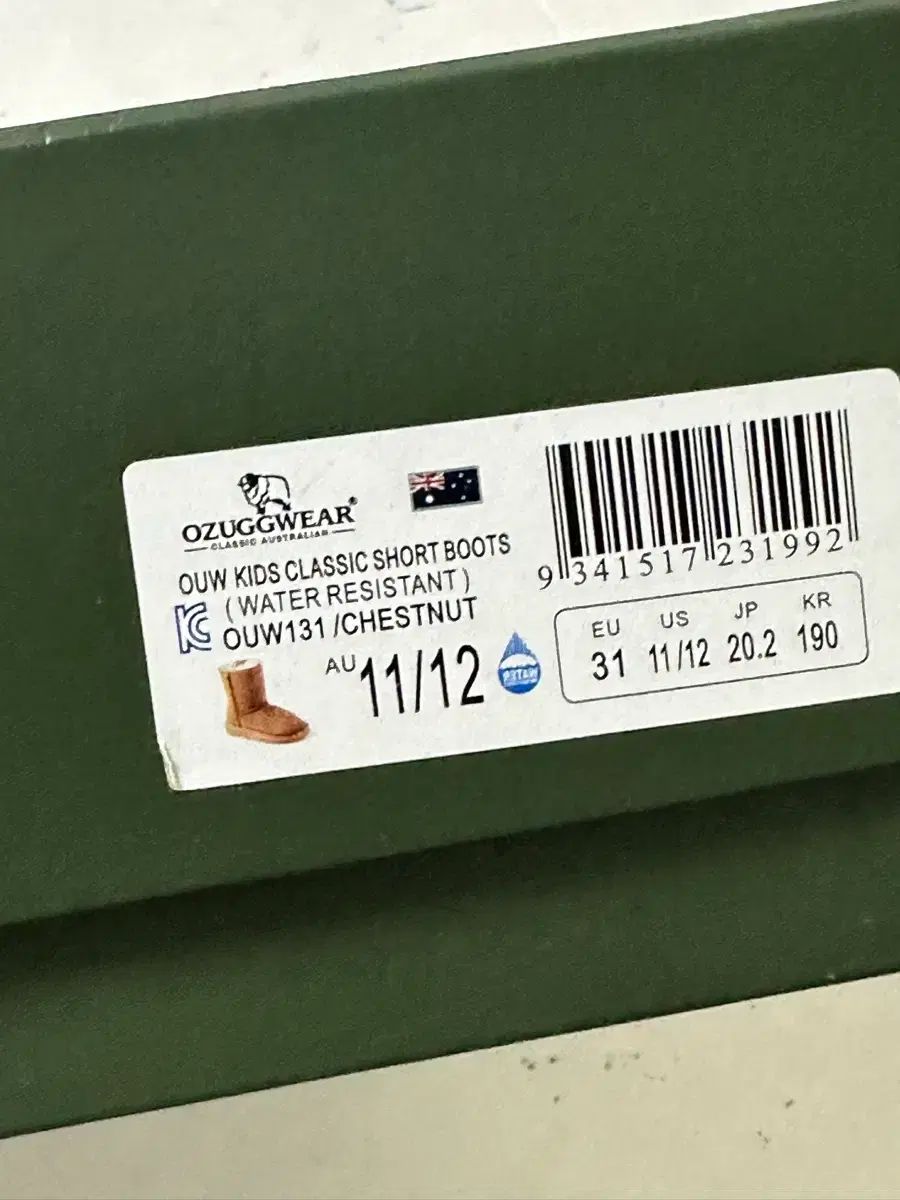 OZUGGWEAR®
CLASSIC AUSTRALIAN
OUW KIDS CLASSIC SHORT BOOTS
( WATER RESISTANT )
OUW131 /CHESTNUT
AU 11/12
9 341517 231992
EU US JP KR
31 11/12 20.2 190